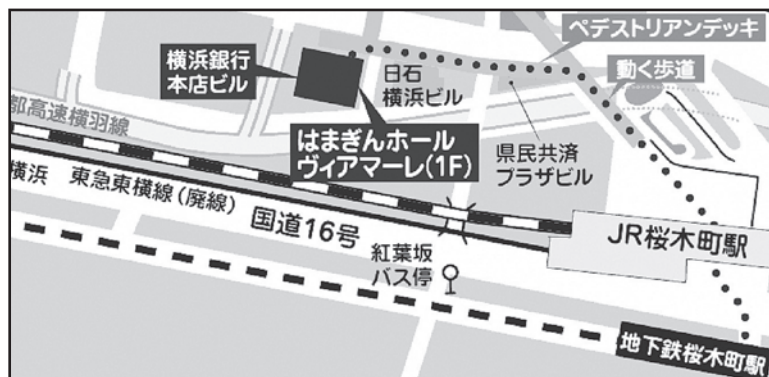 ペデストリアンデッキ
動く歩道
横浜銀行
本店ビル
日石
横浜ビル
都高速横羽線
はまぎんホール
ヴィアマーレ(1F)
県民共済
プラザビル
横浜
東急東横線(廃線)
国道16号
JR桜木町駅
紅葉坂
バス停
地下鉄桜木町駅